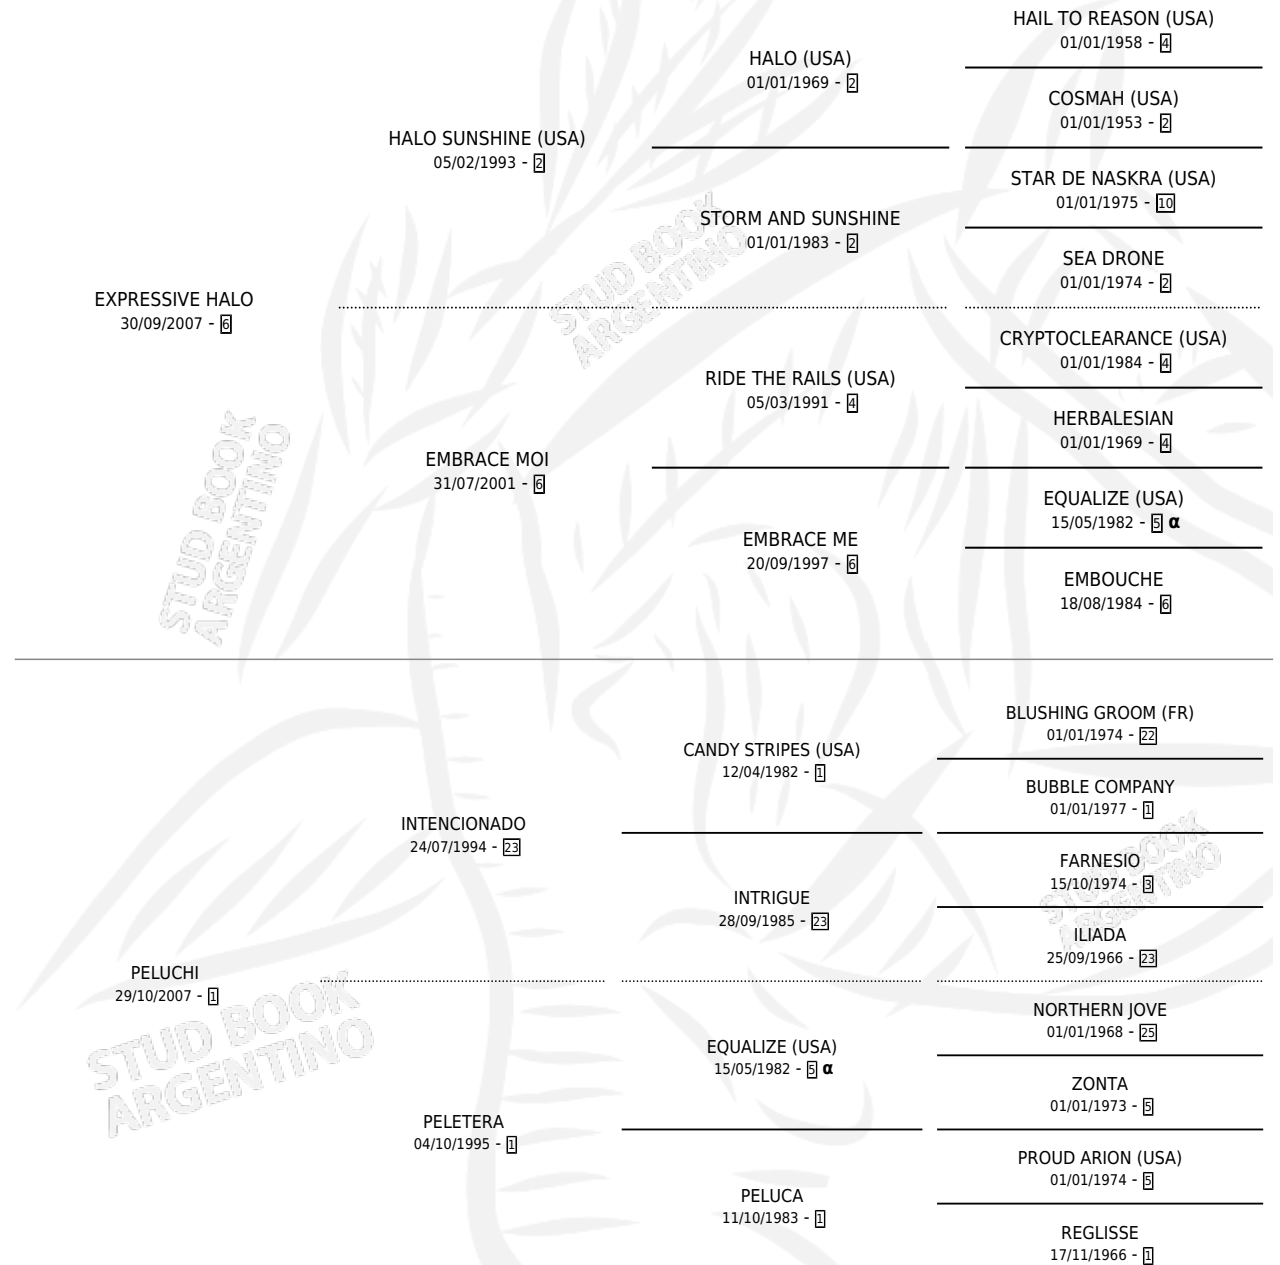 HAIL TO REASON (USA)
01/01/1958 - 4
HALO (USA)
01/01/1969 - 2
COSMAH (USA)
01/01/1953 - 2
HALO SUNSHINE (USA)
05/02/1993 - 2
STAR DE NASKRA (USA)
01/01/1975 - 10
STORM AND SUNSHINE
01/01/1983 - 2
SEA DRONE
01/01/1974 - 2
EXPRESSIVE HALO
30/09/2007 - 6
CRYPTOCLEARANCE (USA)
01/01/1984 - 4
RIDE THE RAILS (USA)
05/03/1991 - 4
HERBALESIAN
01/01/1969 - 4
EMBRACE MOI
31/07/2001 - 6
EQUALIZE (USA)
15/05/1982 - 5 α
EMBRACE ME
20/09/1997 - 6
EMBOUCHE
18/08/1984 - 6
BLUSHING GROOM (FR)
01/01/1974 - 22
CANDY STRIPES (USA)
12/04/1982 - 1
BUBBLE COMPANY
01/01/1977 - 1
INTENCIONADO
24/07/1994 - 23
FARNESIO
15/10/1974 - 3
INTRIGUE
28/09/1985 - 23
ILIADA
25/09/1966 - 23
PELUCHI
29/10/2007 - 1
NORTHERN JOVE
01/01/1968 - 25
EQUALIZE (USA)
15/05/1982 - 5 α
ZONTA
01/01/1973 - 5
PELETERA
04/10/1995 - 1
PROUD ARION (USA)
01/01/1974 - 5
PELUCA
11/10/1983 - 1
REGLISSE
17/11/1966 - 1
STUD BOOK
ARGENTINO
STUD BOOK
ARGENTINO
STUD BOOK
ARGENTINO
STUD BOOK
ARGENTINO